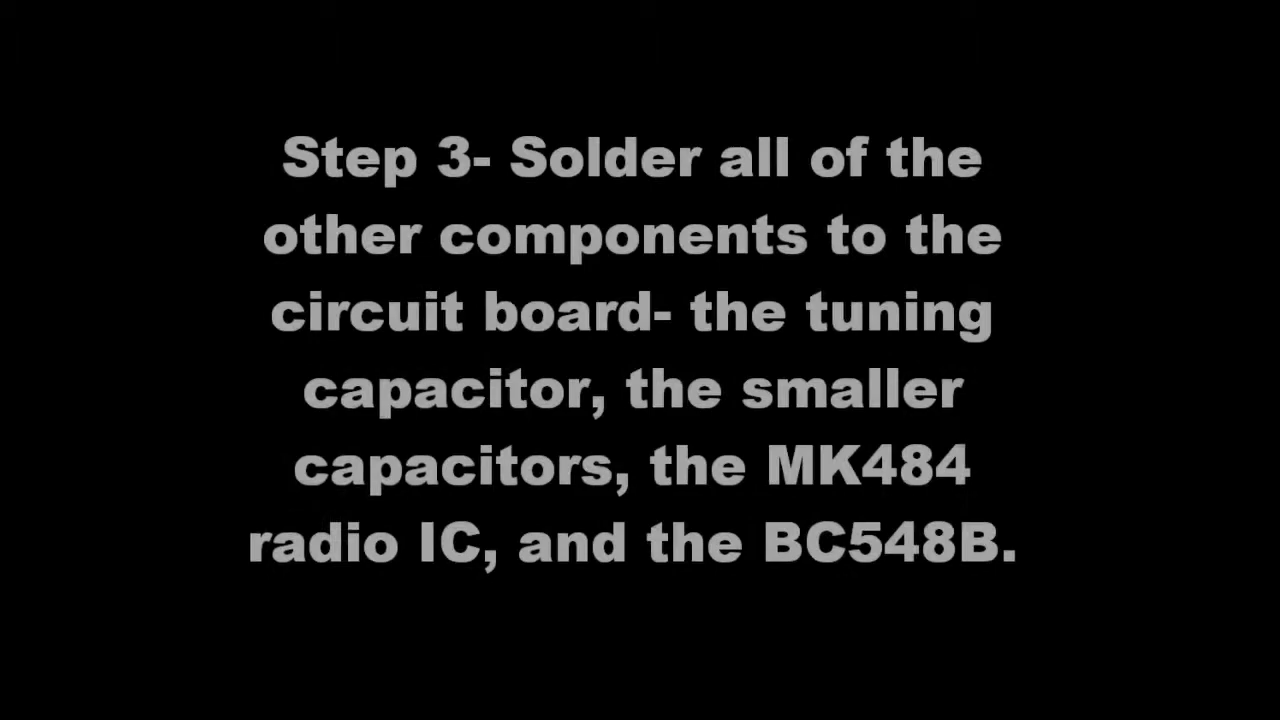 Step 3- Solder all of the
other components to the
circuit board- the tuning
capacitor, the smaller
capacitors, the MK484
radio IC, and the BC548B.